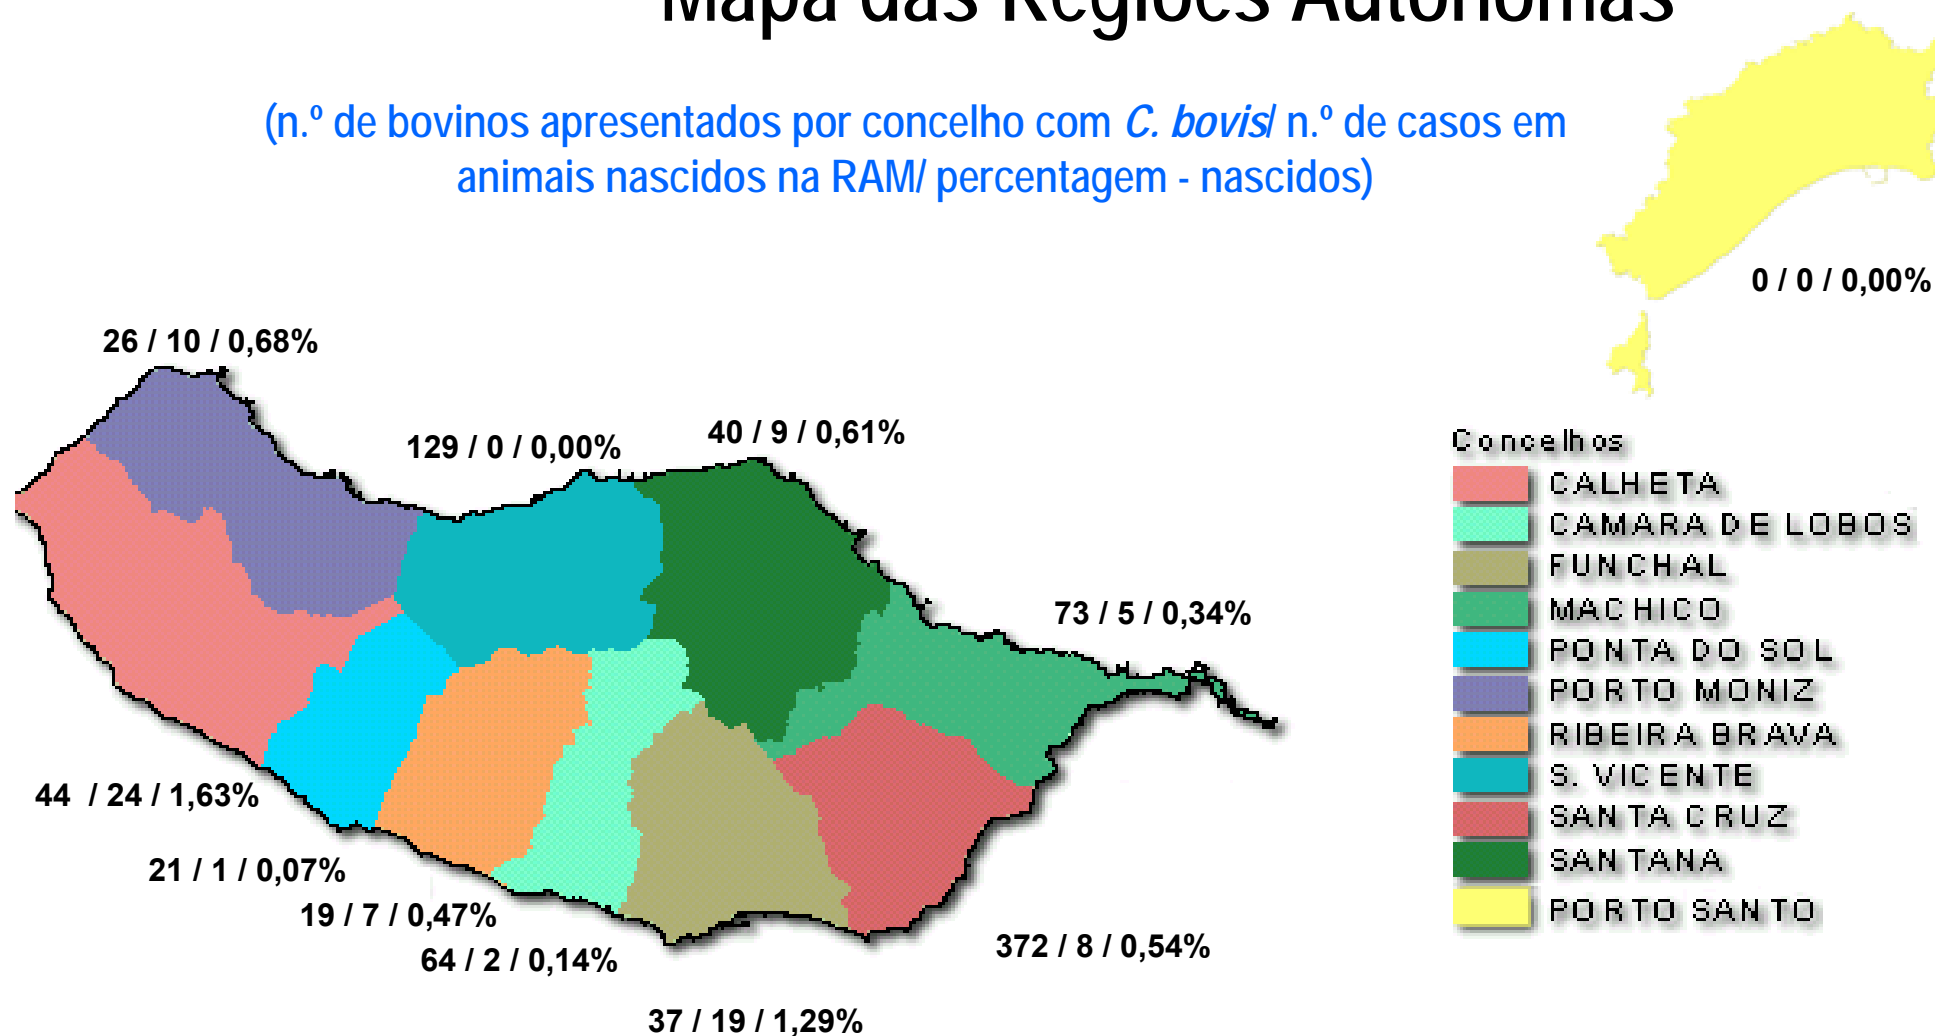 Mapa das Regiões Autónomas
(n.º de bovinos apresentados por concelho com C. bovis/ n.º de casos em
animais nascidos na RAM/ percentagem - nascidos)
0 / 0 / 0,00%
26 / 10 / 0,68%
129 / 0 / 0,00%
40 / 9 / 0,61%
73 / 5 / 0,34%
44 / 24 / 1,63%
21 / 1 / 0,07%
19 / 7 / 0,47%
64 / 2 / 0,14%
372 / 8 / 0,54%
37 / 19 / 1,29%
Concelhos
CALHETA
CAMARA DE LOBOS
FUNCHAL
MACHICO
PONTA DO SOL
PORTO MONIZ
RIBEIRA BRAVA
S. VICENTE
SANTA CRUZ
SANTANA
PORTO SANTO